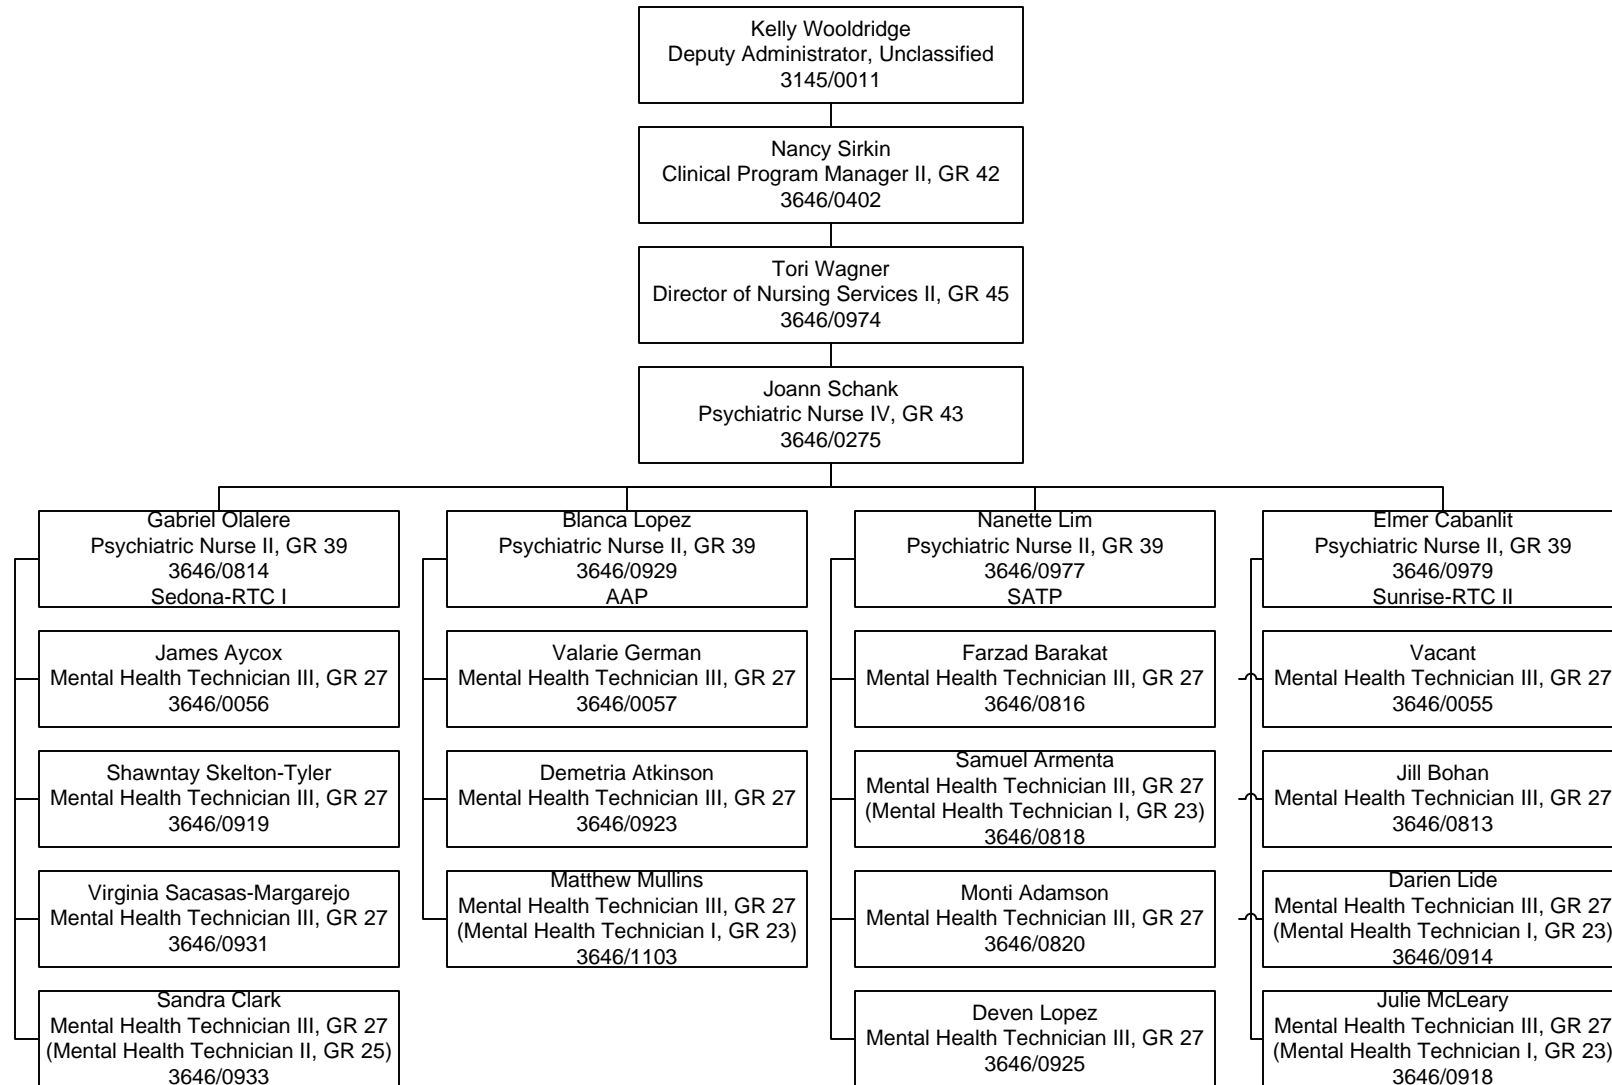 Kelly Wooldridge
Deputy Administrator, Unclassified
3145/0011
Nancy Sirkin
Clinical Program Manager II, GR 42
3646/0402
Tori Wagner
Director of Nursing Services II, GR 45
3646/0974
Joann Schank
Psychiatric Nurse IV, GR 43
3646/0275
Gabriel Olalere
Psychiatric Nurse II, GR 39
3646/0814
Sedona-RTC I
James Aycox
Mental Health Technician III, GR 27
3646/0056
Shawntay Skelton-Tyler
Mental Health Technician III, GR 27
3646/0919
Virginia Sacasas-Margarejo
Mental Health Technician III, GR 27
3646/0931
Sandra Clark
Mental Health Technician III, GR 27
(Mental Health Technician II, GR 25)
3646/0933
Blanca Lopez
Psychiatric Nurse II, GR 39
3646/0929
AAP
Valarie German
Mental Health Technician III, GR 27
3646/0057
Demetria Atkinson
Mental Health Technician III, GR 27
3646/0923
Matthew Mullins
Mental Health Technician III, GR 27
(Mental Health Technician I, GR 23)
3646/1103
Nanette Lim
Psychiatric Nurse II, GR 39
3646/0977
SATP
Farzad Barakat
Mental Health Technician III, GR 27
3646/0816
Samuel Armenta
Mental Health Technician III, GR 27
(Mental Health Technician I, GR 23)
3646/0818
Monti Adamson
Mental Health Technician III, GR 27
3646/0820
Deven Lopez
Mental Health Technician III, GR 27
3646/0925
Elmer Cabanlit
Psychiatric Nurse II, GR 39
3646/0979
Sunrise-RTC II
Vacant
Mental Health Technician III, GR 27
3646/0055
Jill Bohan
Mental Health Technician III, GR 27
3646/0813
Darien Lide
Mental Health Technician III, GR 27
(Mental Health Technician I, GR 23)
3646/0914
Julie McLeary
Mental Health Technician III, GR 27
(Mental Health Technician I, GR 23)
3646/0918